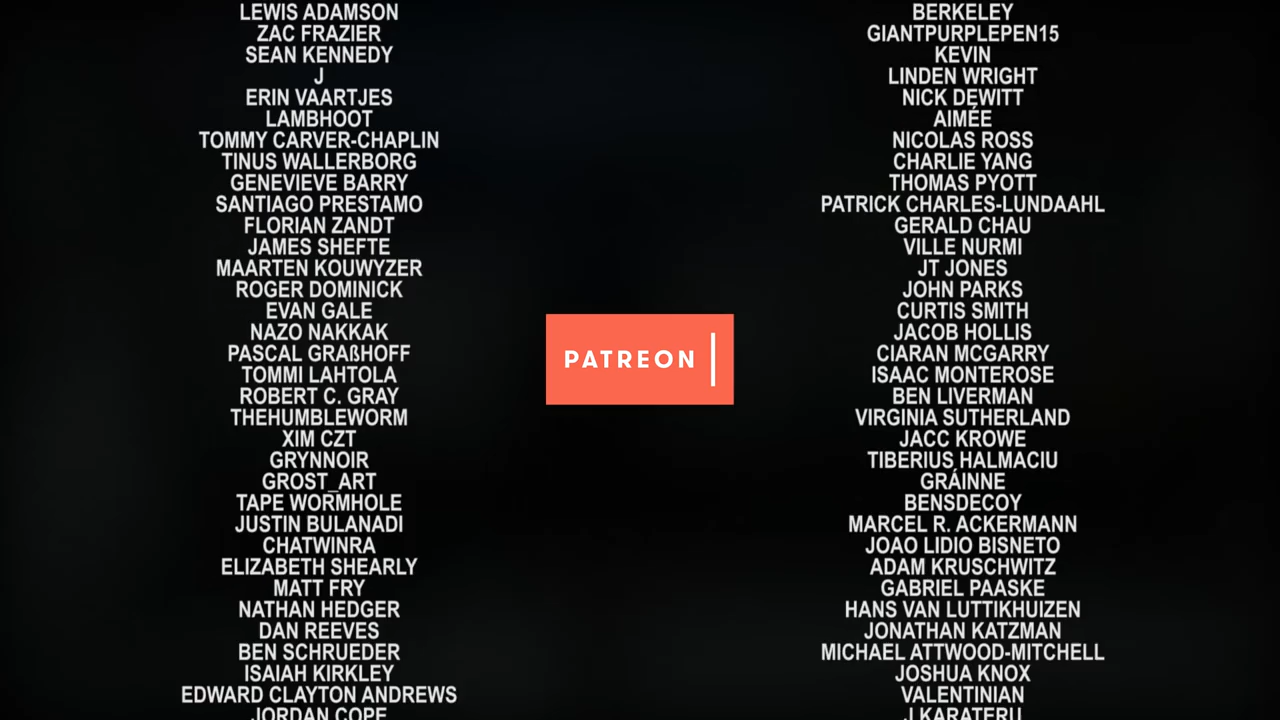 LEWIS ADAMSON
ZAC FRAZIER
SEAN KENNEDY
J
ERIN VAARTJES
LAMBHOOT
TOMMY CARVER-CHAPLIN
TINUS WALLERBORG
GENEVIEVE BARRY
SANTIAGO PRESTAMO
FLORIAN ZANDT
JAMES SHEFTE
MAARTEN KOUWYZER
ROGER DOMINICK
EVAN GALE
NAZO NAKKAK
PASCAL GRAßHOFF
TOMMI LAHTOLA
ROBERT C. GRAY
THEHUMBLEWORM
XIM CZT
GRYNNOIR
GROST_ART
TAPE WORMHOLE
JUSTIN BULANADI
CHATWINRA
ELIZABETH SHEARLY
MATT FRY
NATHAN HEDGER
DAN REEVES
BEN SCHRUEDER
ISAIAH KIRKLEY
EDWARD CLAYTON ANDREWS
JORDAN COPE
PATREON
BERKELEY
GIANTPURPLEPEN15
KEVIN
LINDEN WRIGHT
NICK DEWITT
AIMÉE
NICOLAS ROSS
CHARLIE YANG
THOMAS PYOTT
PATRICK CHARLES-LUNDAAHL
GERALD CHAU
VILLE NURMI
JT JONES
JOHN PARKS
CURTIS SMITH
JACOB HOLLIS
CIARAN MCGARRY
ISAAC MONTEROSE
BEN LIVERMAN
VIRGINIA SUTHERLAND
JACC KROWE
TIBERIUS HALMACIU
GRÁINNE
BENSDECOY
MARCEL R. ACKERMANN
JOAO LIDIO BISNETO
ADAM KRUSCHWITZ
GABRIEL PAASKE
HANS VAN LUTTIKHUIZEN
JONATHAN KATZMAN
MICHAEL ATTWOOD-MITCHELL
JOSHUA KNOX
VALENTINIAN
J KARATERU